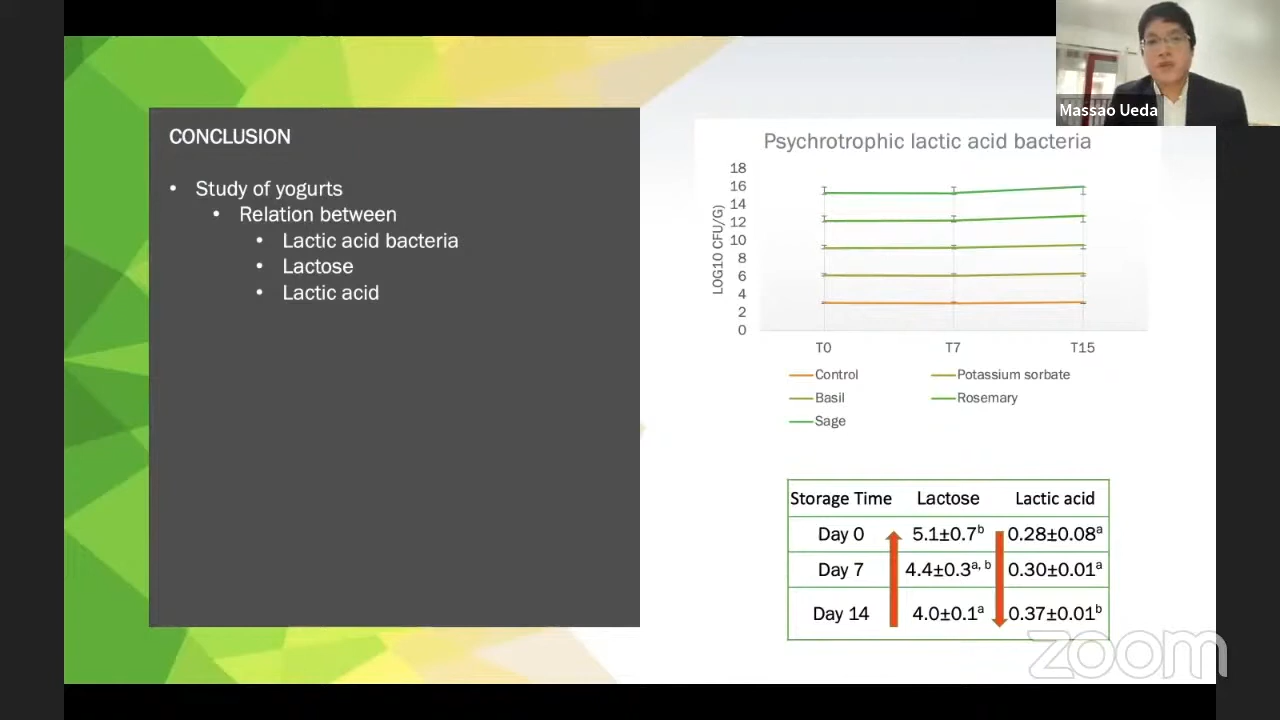 Massao Ueda
CONCLUSION
• Study of yogurts
• Relation between
• Lactic acid bacteria
• Lactose
• Lactic acid
Psychrotrophic lactic acid bacteria
LOG10 CFU/G)
18
16
14
12
10
8
6
4
2
0
T0 T7 T15
Control Potassium sorbate
Basil Rosemary
Sage
Storage Time Lactose Lactic acid
Day 0 5.1±0.7ᵇ 0.28±0.08ᵃ
Day 7 4.4±0.3ᵃ, ᵇ 0.30±0.01ᵃ
Day 14 4.0±0.1ᵃ 0.37±0.01ᵇ
zoom